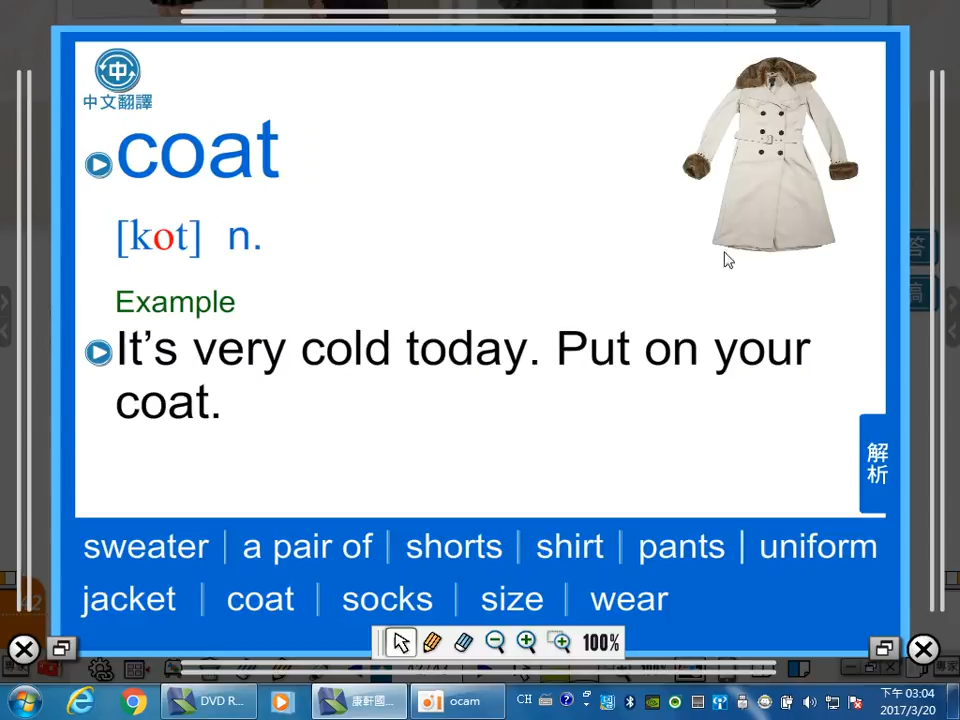 中
中文翻譯
coat
[kot] n.
Example
It’s very cold today. Put on your
coat.
解析
sweater | a pair of | shorts | shirt | pants | uniform
jacket | coat | socks | size | wear
100%
DVD R...
康軒國...
ocam
CH
下午 03:04
2017/3/20